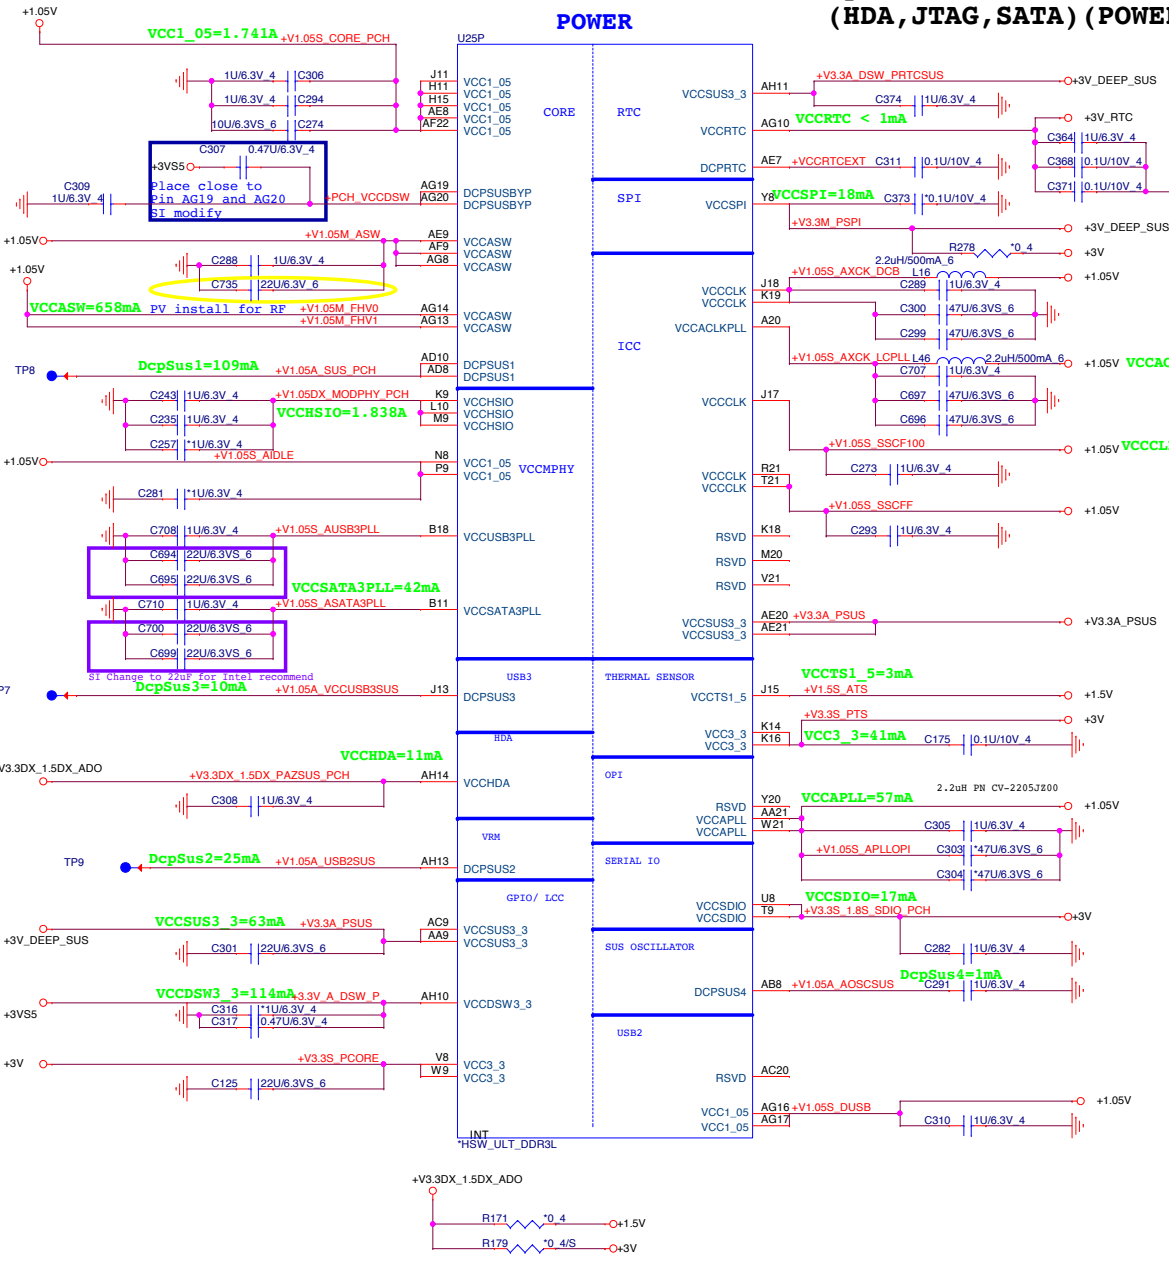 (HDA,JTAG,SATA)(POWE
POWER
+1.05V
VCC1_05=1.741A
+V1.05S_CORE_PCH
1U/6.3V_4
C306
1U/6.3V_4
C294
10U/6.3VS_6
C274
C307
0.47U/6.3V_4
+3VS5
Place close to
Pin AG19 and AG20
SI modify
C309
1U/6.3V_4
+PCH_VCCDSW
+1.05V
+V1.05M_ASW
C288
1U/6.3V_4
C735
22U/6.3V_6
+1.05V
VCCASW=658mA
PV install for RF
+V1.05M_FHV0
+V1.05M_FHV1
DcpSus1=109mA
TP8
+V1.05A_SUS_PCH
C243
1U/6.3V_4
+V1.05DX_MODPHY_PCH
VCCHSIO=1.838A
C235
1U/6.3V_4
C257
*1U/6.3V_4
+V1.05S_AIDLE
+1.05V
C281
*1U/6.3V_4
C708
1U/6.3V_4
+V1.05S_AUSB3PLL
C694
22U/6.3VS_6
C695
22U/6.3VS_6
VCCSATA3PLL=42mA
C710
1U/6.3V_4
+V1.05S_ASATA3PLL
C700
22U/6.3VS_6
C699
22U/6.3VS_6
SI Change to 22uF for Intel recommend
DcpSus3=10mA
P7
+V1.05A_VCCUSB3SUS
VCCHDA=11mA
V3.3DX_1.5DX_ADO
+V3.3DX_1.5DX_PAZSUS_PCH
C308
1U/6.3V_4
TP9
DcpSus2=25mA
+V1.05A_USB2SUS
VCCSUS3_3=63mA
+V3.3A_PSUS
+3V_DEEP_SUS
C301
22U/6.3VS_6
VCCDSW3_3=114mA
+3.3V_A_DSW_P
+3VS5
C316
*1U/6.3V_4
C317
0.47U/6.3V_4
+3V
+V3.3S_PCORE
C125
22U/6.3VS_6
U25P
J11 VCC1_05
H11 VCC1_05
H15 VCC1_05
AE8 VCC1_05
AF22 VCC1_05
AG19 DCPSUSBYP
AG20 DCPSUSBYP
AE9 VCCASW
AF9 VCCASW
AG8 VCCASW
AG14 VCCASW
AG13 VCCASW
AD10 DCPSUS1
AD8 DCPSUS1
K9 VCCHSIO
L10 VCCHSIO
M9 VCCHSIO
N8 VCC1_05
P9 VCC1_05
B18 VCCUSB3PLL
B11 VCCSATA3PLL
J13 DCPSUS3
AH14 VCCHDA
AH13 DCPSUS2
AC9 VCCSUS3_3
AA9 VCCSUS3_3
AH10 VCCDSW3_3
V8 VCC3_3
W9 VCC3_3
INT
*HSW_ULT_DDR3L
CORE
VCCMPHY
USB3
HDA
VRM
GPIO/ LCC
RTC
SPI
ICC
THERMAL SENSOR
OPI
SERIAL IO
SUS OSCILLATOR
USB2
VCCSUS3_3 AH11
VCCRTC AG10
DCPRTC AE7
VCCSPI Y8
VCCCLK J18
VCCCLK K19
VCCACLKPLL A20
VCCCLK J17
VCCCLK R21
VCCCLK T21
RSVD K18
RSVD M20
RSVD V21
VCCSUS3_3 AE20
VCCSUS3_3 AE21
VCCTS1_5 J15
VCC3_3 K14
VCC3_3 K16
RSVD Y20
VCCAPLL AA21
VCCAPLL W21
VCCSDIO U8
VCCSDIO T9
DCPSUS4 AB8
RSVD AC20
VCC1_05 AG16
VCC1_05 AG17
+V3.3A_DSW_PRTCSUS
+3V_DEEP_SUS
C374
1U/6.3V_4
VCCRTC < 1mA
+3V_RTC
C364
1U/6.3V_4
C368
0.1U/10V_4
C371
0.1U/10V_4
+VCCRTCEXT
C311
0.1U/10V_4
VCCSPI=18mA
C373
*0.1U/10V_4
+V3.3M_PSPI
+3V_DEEP_SUS
R278
*0_4
+3V
2.2uH/500mA_6
+V1.05S_AXCK_DCB
L16
+1.05V
C289
1U/6.3V_4
C300
47U/6.3VS_6
C299
47U/6.3VS_6
+V1.05S_AXCK_LCPLL
L46
2.2uH/500mA_6
+1.05V
VCCAC
C707
1U/6.3V_4
C697
47U/6.3VS_6
C696
47U/6.3VS_6
+V1.05S_SSCF100
+1.05V
VCCCL
C273
1U/6.3V_4
+V1.05S_SSCFF
+1.05V
C293
1U/6.3V_4
+V3.3A_PSUS
+V3.3A_PSUS
VCCTS1_5=3mA
+V1.5S_ATS
+1.5V
+V3.3S_PTS
+3V
VCC3_3=41mA
C175
0.1U/10V_4
2.2uH PN CV-2205JZ00
VCCAPLL=57mA
+1.05V
C305
1U/6.3V_4
+V1.05S_APLLOPI
C303
*47U/6.3VS_6
C304
*47U/6.3VS_6
VCCSDIO=17mA
+V3.3S_1.8S_SDIO_PCH
+3V
C282
1U/6.3V_4
DcpSus4=1mA
+V1.05A_AOSCSUS
C291
1U/6.3V_4
+V1.05S_DUSB
+1.05V
C310
1U/6.3V_4
+V3.3DX_1.5DX_ADO
R171
*0_4
+1.5V
R179
*0_4/S
+3V